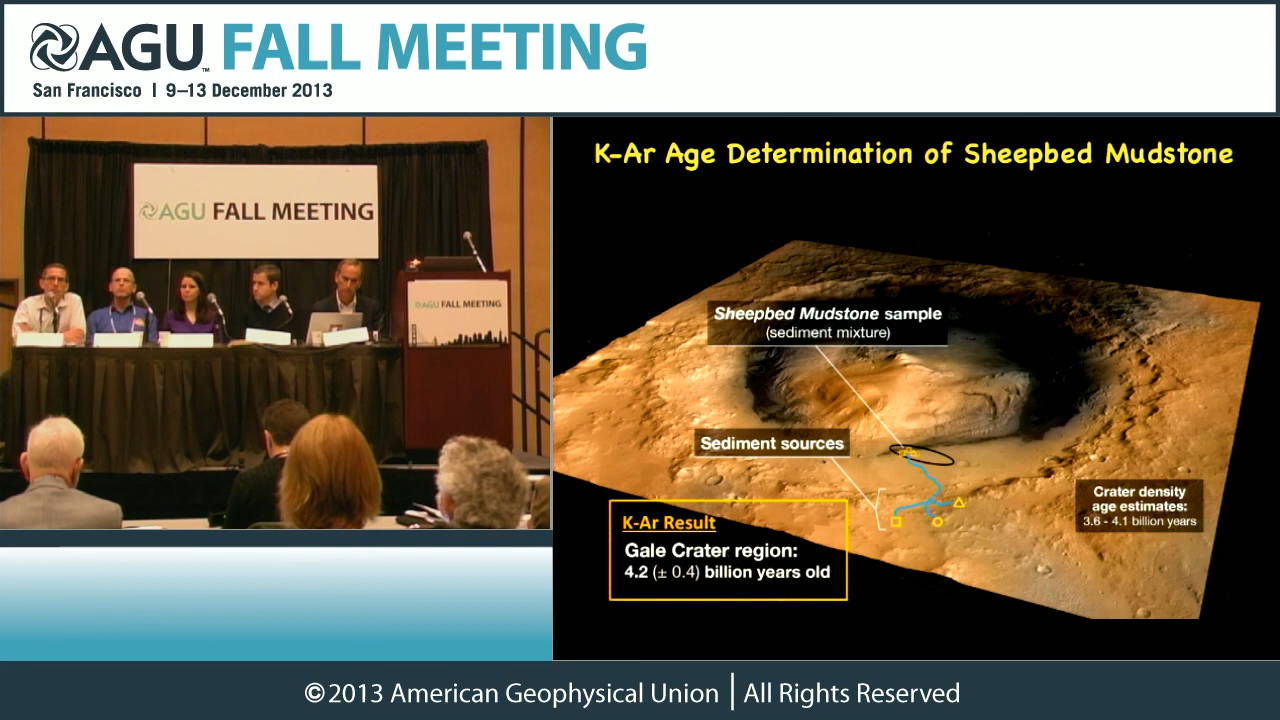 AGU™ FALL MEETING
San Francisco | 9–13 December 2013
AGU FALL MEETING
AGU FALL MEETING
K-Ar Age Determination of Sheepbed Mudstone
Sheepbed Mudstone sample
(sediment mixture)
Sediment sources
K-Ar Result
Gale Crater region:
4.2 (± 0.4) billion years old
Crater density
age estimates:
3.6 - 4.1 billion years
©2013 American Geophysical Union | All Rights Reserved